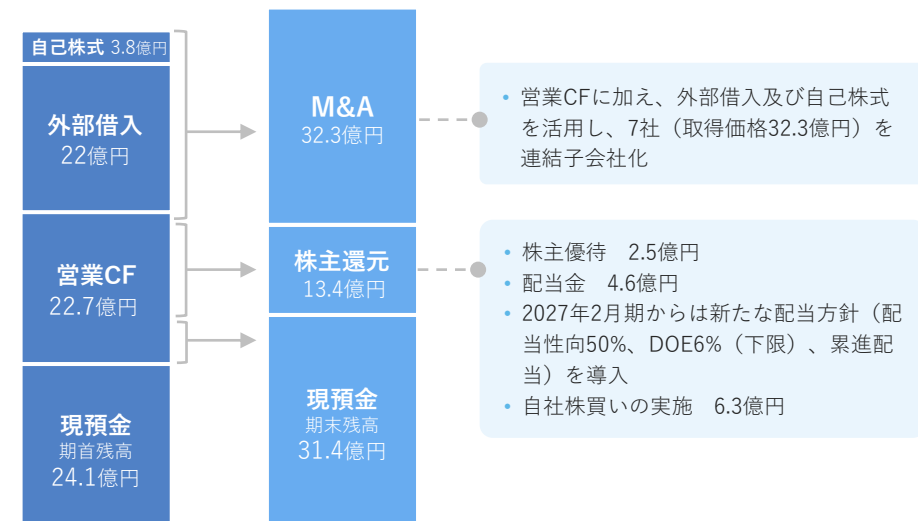 自己株式 3.8億円
外部借入
22億円
営業CF
22.7億円
現預金
期首残高
24.1億円
M&A
32.3億円
株主還元
13.4億円
現預金
期末残高
31.4億円
• 営業CFに加え、外部借入及び自己株式
を活用し、7社（取得価格32.3億円）を
連結子会社化
• 株主優待　2.5億円
• 配当金　4.6億円
• 2027年2月期からは新たな配当方針（配
当性向50%、DOE6%（下限）、累進配
当）を導入
• 自社株買いの実施　6.3億円